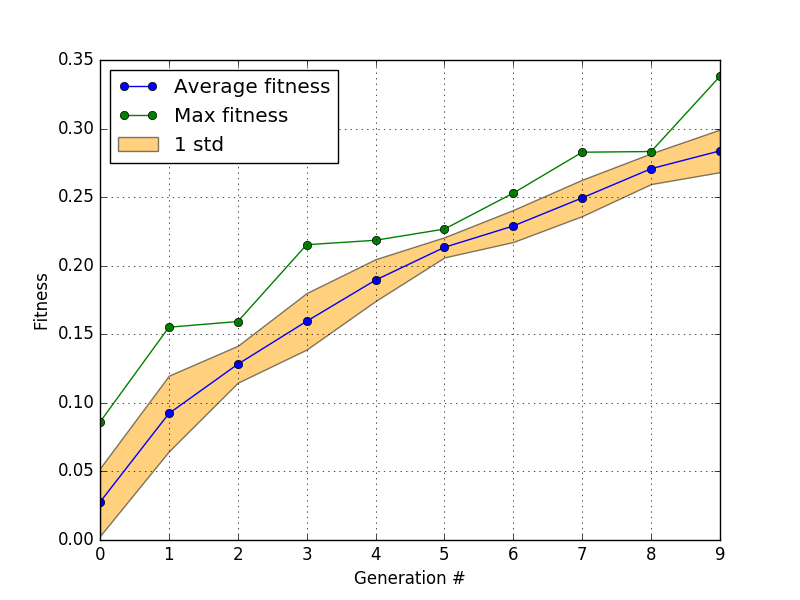 0.35
0.30
0.25
0.20
0.15
0.10
0.05
0.00
Fitness
Average fitness
Max fitness
1 std
0 1 2 3 4 5 6 7 8 9
Generation #